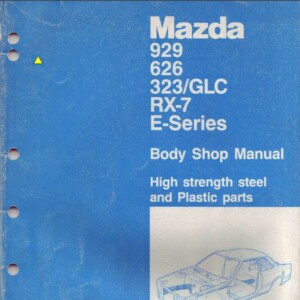 Mazda
929
626
323/GLC
RX-7
E-Series
Body Shop Manual
High strength steel
and Plastic parts